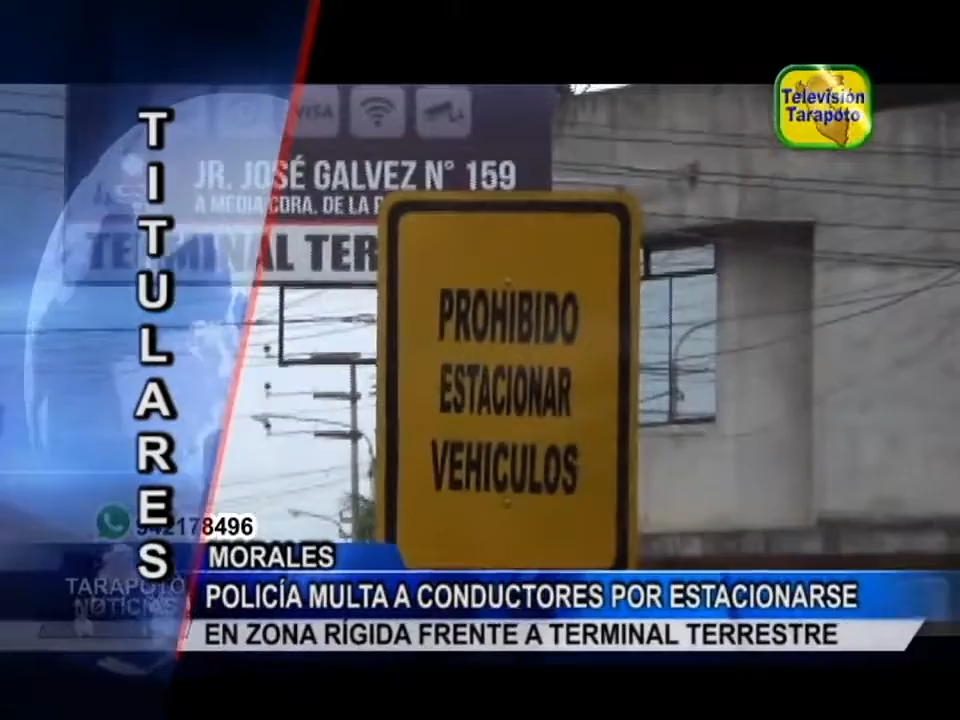 Televisión
Tarapoto
TITULARES
VISA
JR. JOSÉ GALVEZ N° 159
A MEDIA CDRA. DE LA
TERMINAL TER
PROHIBIDO
ESTACIONAR
VEHICULOS
942178496
MORALES
TARAPOTO
NOTICIAS
POLICÍA MULTA A CONDUCTORES POR ESTACIONARSE
EN ZONA RÍGIDA FRENTE A TERMINAL TERRESTRE